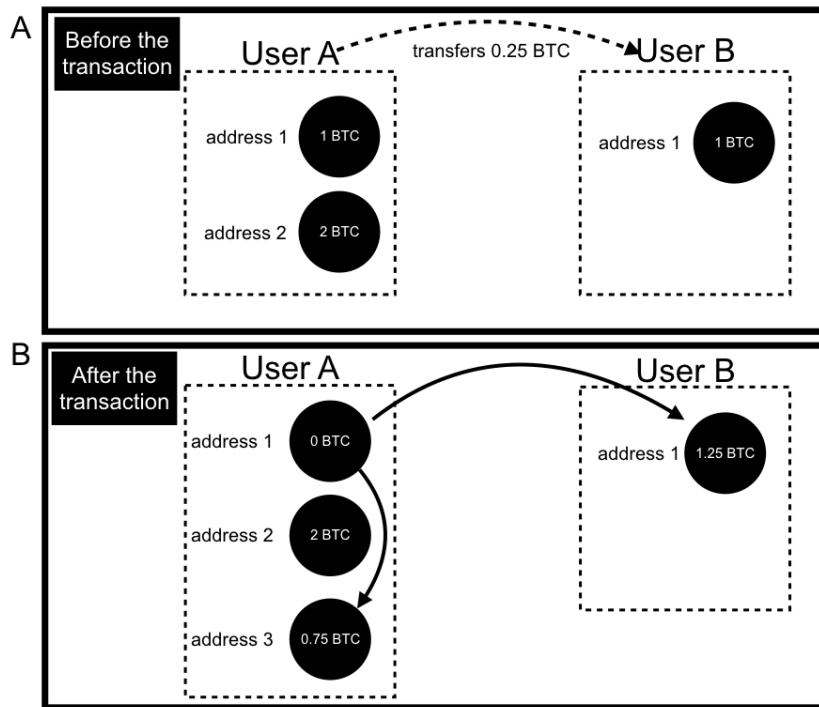 A
Before the
transaction
User A
transfers 0.25 BTC
User B
address 1
1 BTC
address 2
2 BTC
address 1
1 BTC
B
After the
transaction
User A
User B
address 1
0 BTC
address 2
2 BTC
address 3
0.75 BTC
address 1
1.25 BTC